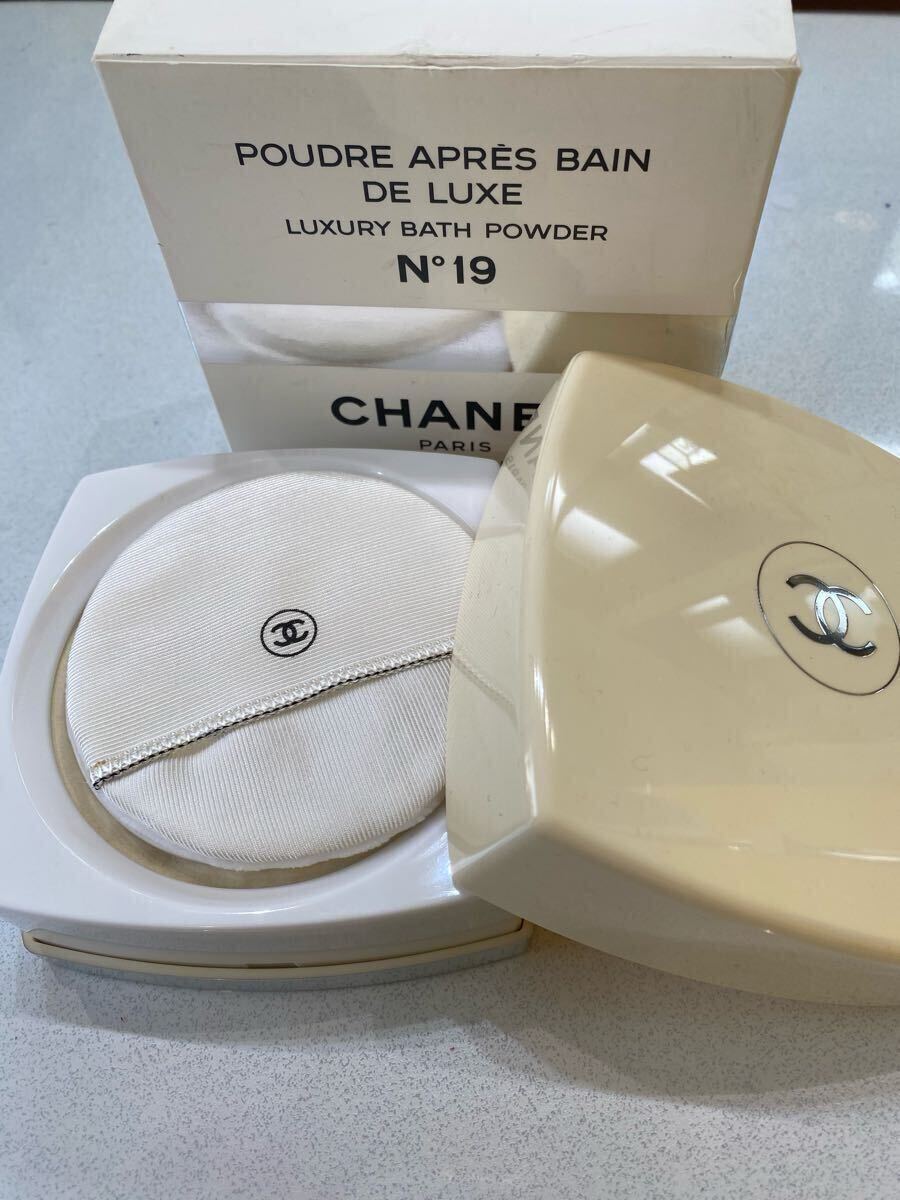 POUDRE APRÈS BAIN
DE LUXE
LUXURY BATH POWDER
N° 19
CHANE
PARIS